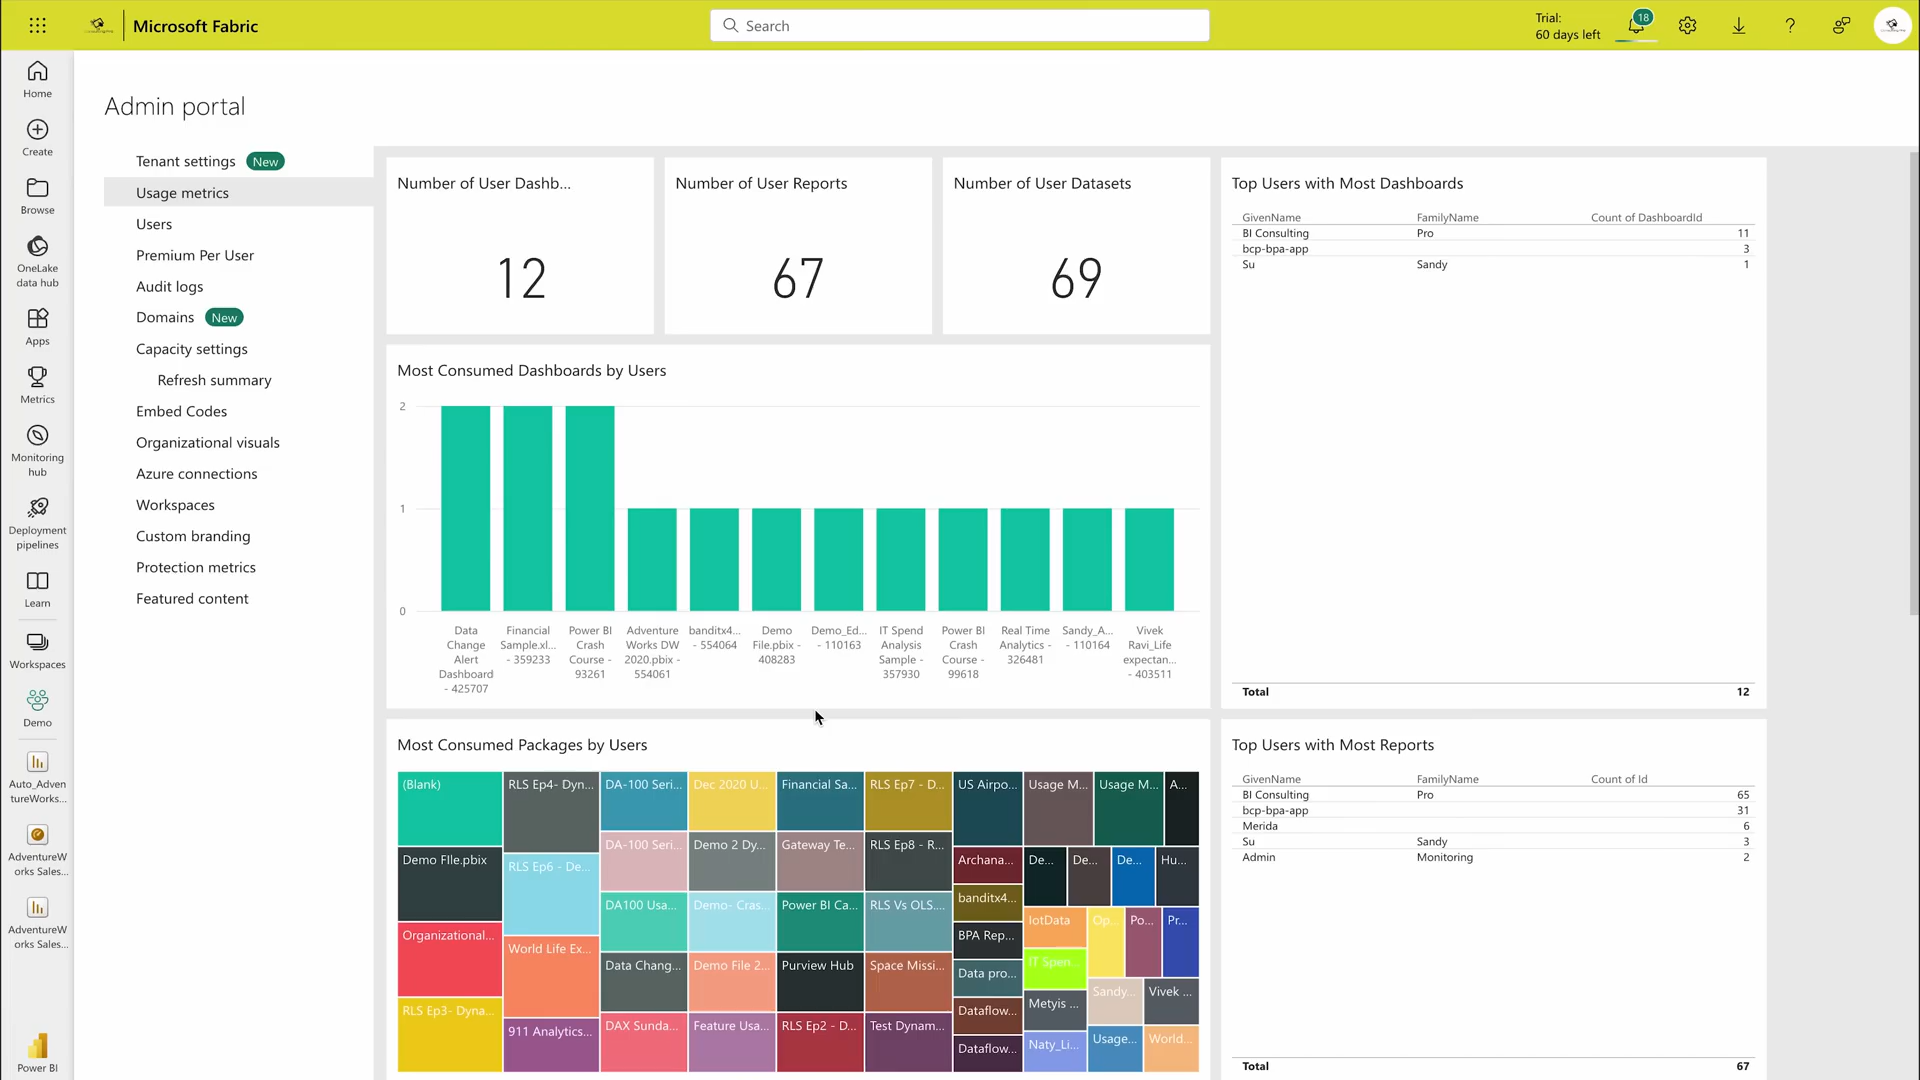 Microsoft Fabric
Search
Trial:
60 days left
18
Home
Create
Browse
OneLake
data hub
Apps
Metrics
Monitoring
hub
Deployment
pipelines
Learn
Workspaces
Demo
Auto_Adven
tureWorks...
AdventureW
orks Sales...
AdventureW
orks Sales...
Power BI
Admin portal
Tenant settings New
Usage metrics
Users
Premium Per User
Audit logs
Domains New
Capacity settings
Refresh summary
Embed Codes
Organizational visuals
Azure connections
Workspaces
Custom branding
Protection metrics
Featured content
Number of User Dashb...
12
Number of User Reports
67
Number of User Datasets
69
Top Users with Most Dashboards
GivenName FamilyName Count of DashboardId
BI Consulting Pro 11
bcp-bpa-app 3
Su Sandy 1
Total 12
Most Consumed Dashboards by Users
2
1
0
Data
Change
Alert
Dashboard
- 425707
Financial
Sample.xl...
- 359233
Power BI
Crash
Course -
93261
Adventure
Works DW
2020.pbix -
554061
banditx4...
- 554064
Demo
File.pbix -
408283
Demo_Ed...
- 110163
IT Spend
Analysis
Sample -
357930
Power BI
Crash
Course -
99618
Real Time
Analytics -
326481
Sandy_A...
- 110164
Vivek
Ravi_Life
expectan...
- 403511
Most Consumed Packages by Users
(Blank)
Demo FIle.pbix
Organizational...
RLS Ep3- Dyna...
RLS Ep4- Dyn...
RLS Ep6 - De...
World Life Ex...
911 Analytics...
DA-100 Seri...
DA-100 Seri...
DA100 Usa...
Data Chang...
DAX Sunda...
Dec 2020 U...
Demo 2 Dy...
Demo- Cras...
Demo File 2...
Feature Usa...
Financial Sa...
Gateway Te...
Power BI Ca...
Purview Hub
RLS Ep2 - D...
RLS Ep7 - D...
RLS Ep8 - R...
RLS Vs OLS....
Space Missi...
Test Dynam...
US Airpo...
Archana...
banditx4...
BPA Rep...
Data pro...
Dataflow...
Dataflow...
Usage M...
Usage M...
A...
De...
De...
De...
Hu...
IotData
IT Spen...
Metyis ...
Naty_Li...
Op...
Po...
Pr...
Sandy...
Vivek ...
Usage...
World...
Top Users with Most Reports
GivenName FamilyName Count of Id
BI Consulting Pro 65
bcp-bpa-app 31
Merida 6
Su Sandy 3
Admin Monitoring 2
Total 67